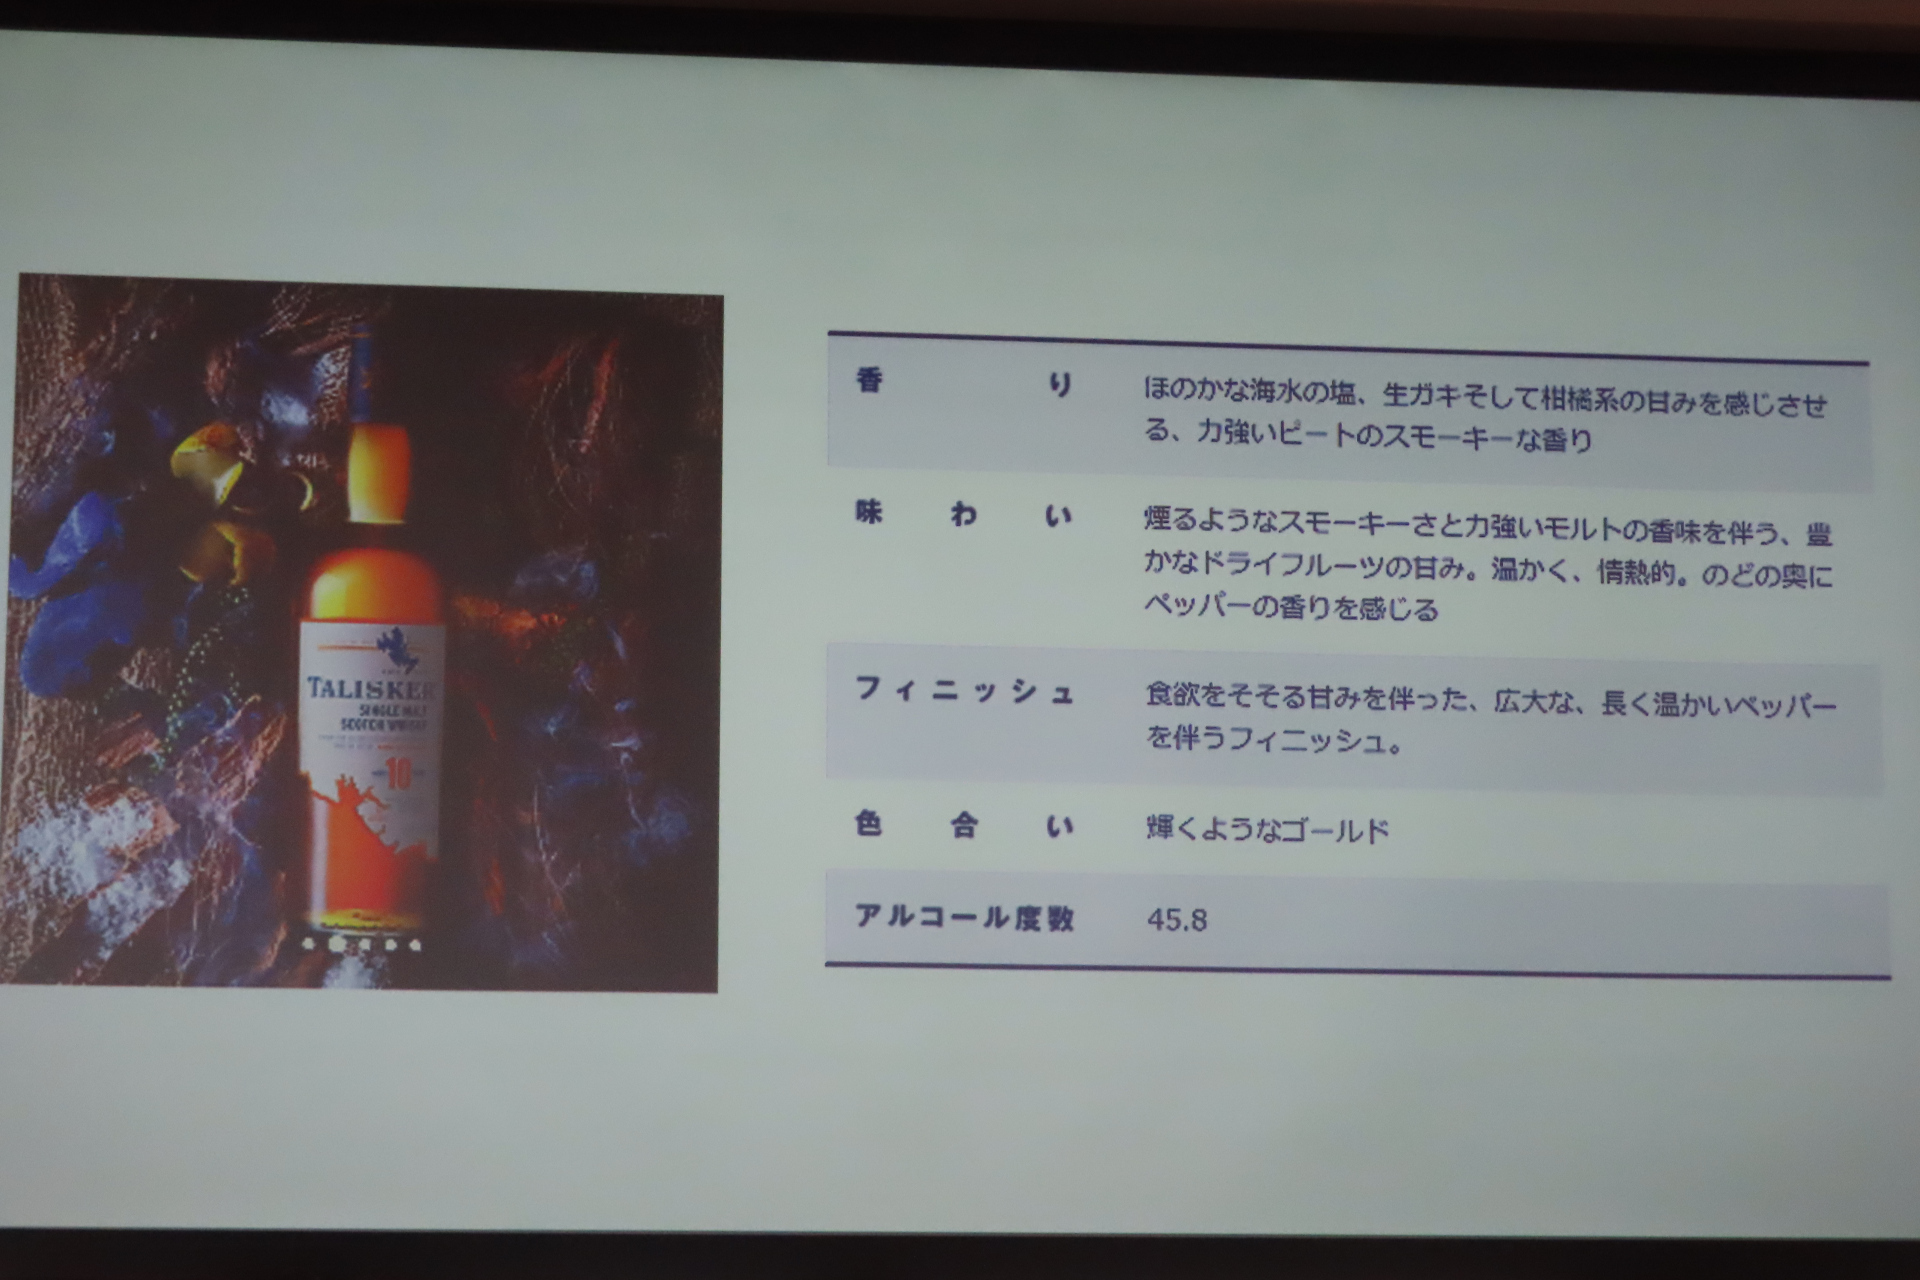 TALISKER
SINGLE MALT
SCOTCH WHISKY
10
香り ほのかな海水の塩、生ガキそして柑橘系の甘みを感じさせ
る、力強いピートのスモーキーな香り
味わい 煙るようなスモーキーさと力強いモルトの香味を伴う、豊
かなドライフルーツの甘み。温かく、情熱的。のどの奥に
ペッパーの香りを感じる
フィニッシュ 食欲をそそる甘みを伴った、広大な、長く温かいペッパー
を伴うフィニッシュ。
色合い 輝くようなゴールド
アルコール度数 45.8